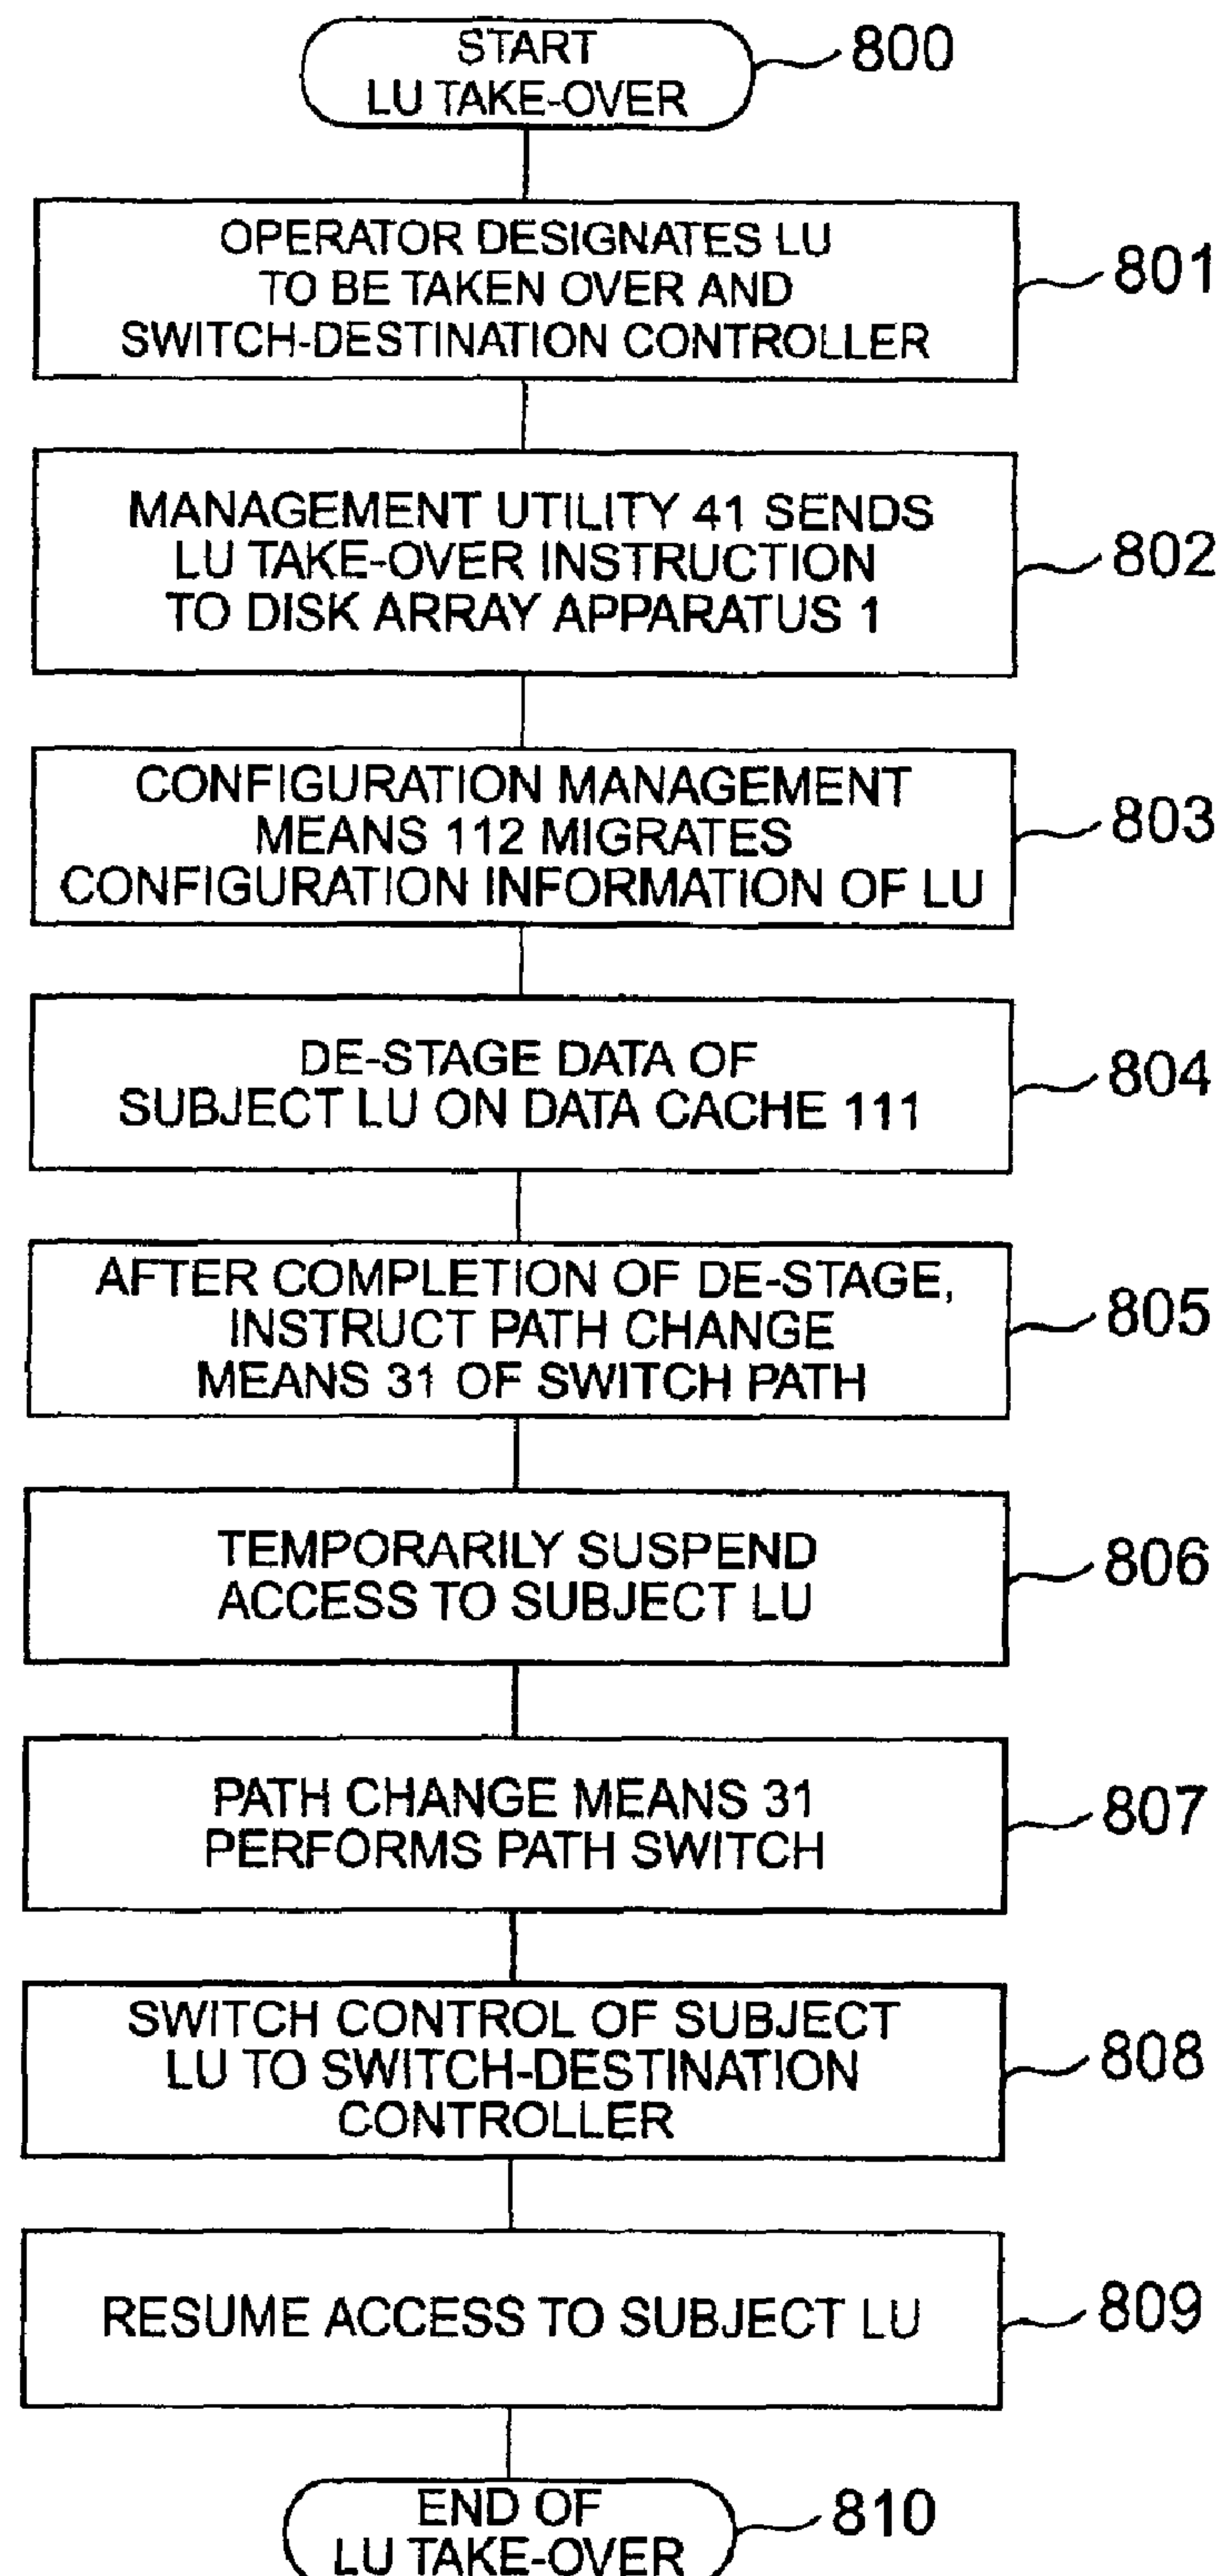 START
LU TAKE-OVER
800
OPERATOR DESIGNATES LU
TO BE TAKEN OVER AND
SWITCH-DESTINATION CONTROLLER
801
MANAGEMENT UTILITY 41 SENDS
LU TAKE-OVER INSTRUCTION
TO DISK ARRAY APPARATUS 1
802
CONFIGURATION MANAGEMENT
MEANS 112 MIGRATES
CONFIGURATION INFORMATION OF LU
803
DE-STAGE DATA OF
SUBJECT LU ON DATA CACHE 111
804
AFTER COMPLETION OF DE-STAGE,
INSTRUCT PATH CHANGE
MEANS 31 OF SWITCH PATH
805
TEMPORARILY SUSPEND
ACCESS TO SUBJECT LU
806
PATH CHANGE MEANS 31
PERFORMS PATH SWITCH
807
SWITCH CONTROL OF SUBJECT
LU TO SWITCH-DESTINATION
CONTROLLER
808
RESUME ACCESS TO SUBJECT LU
809
END OF
LU TAKE-OVER
810